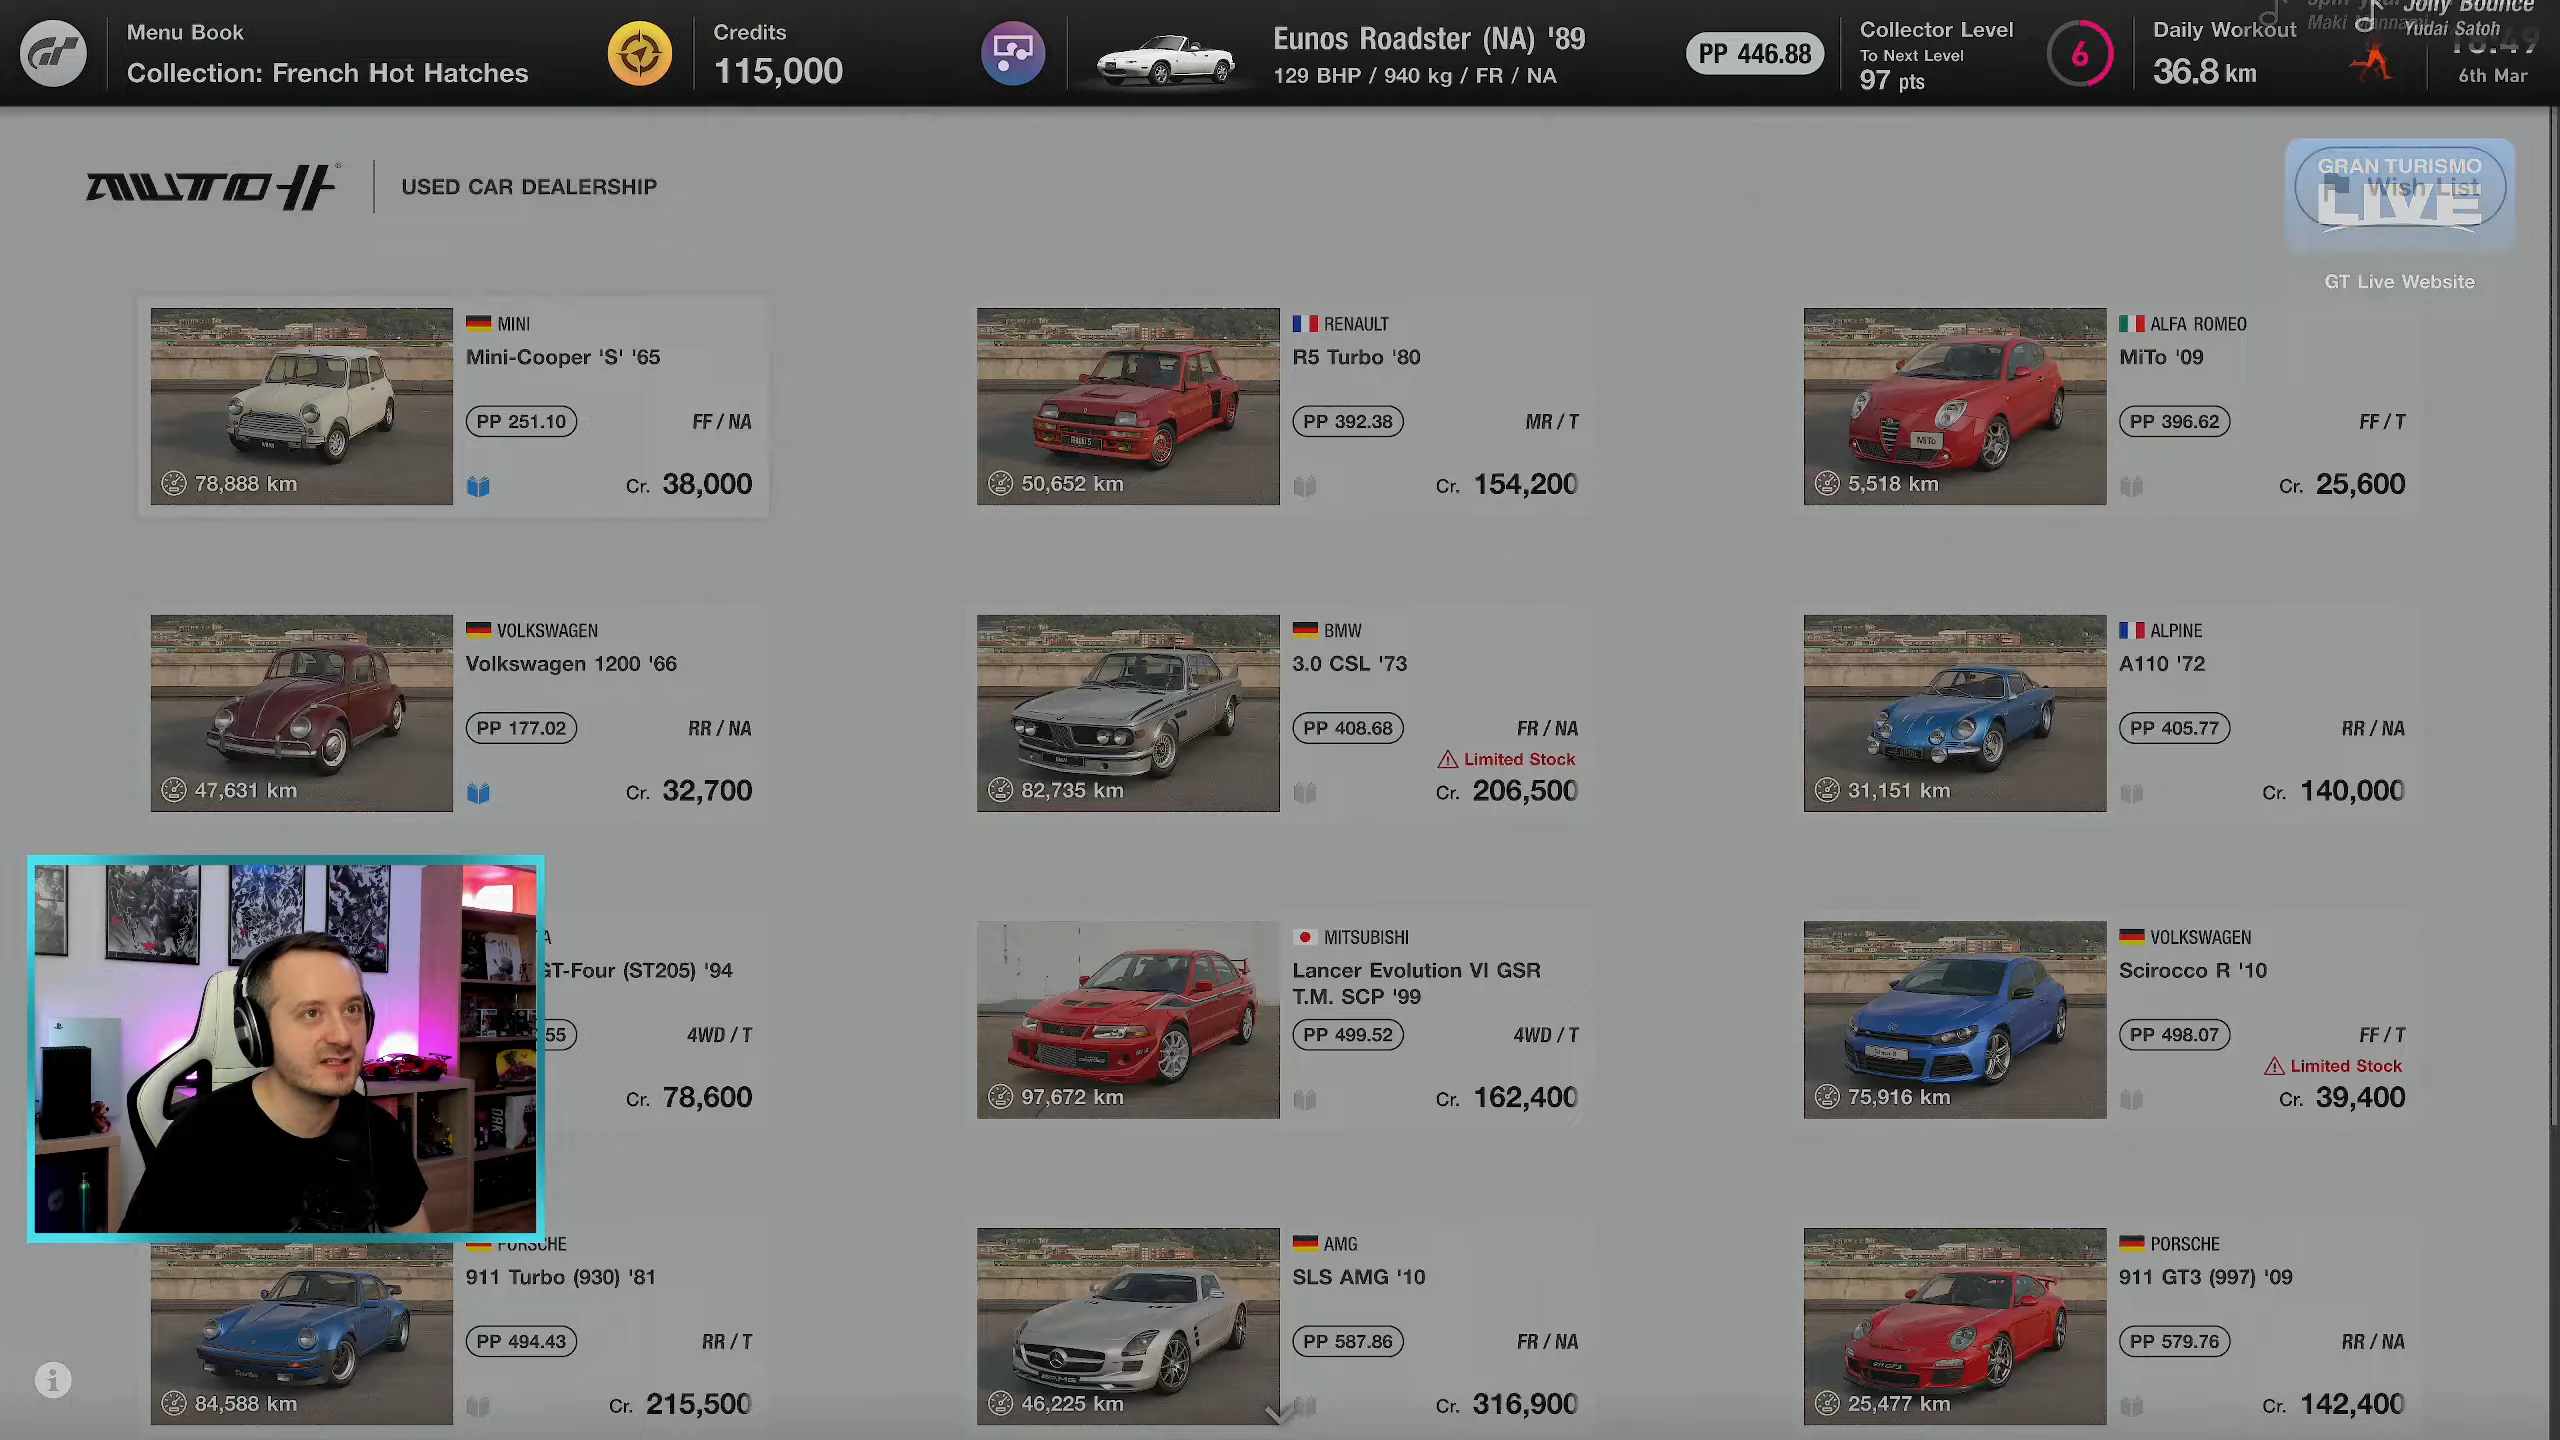 Menu Book
Collection: French Hot Hatches
Credits
115,000
Eunos Roadster (NA) '89
129 BHP / 940 kg / FR / NA
PP 446.88
Collector Level
To Next Level
97 pts
6
Daily Workout
36.8 km
Jolly Bounce
Yudai Satoh
6th Mar
AUTO
USED CAR DEALERSHIP
GRAN TURISMO
LIVE
Wish List
GT Live Website
MINI
Mini-Cooper 'S' '65
PP 251.10
FF / NA
78,888 km
Cr. 38,000
RENAULT
R5 Turbo '80
PP 392.38
MR / T
50,652 km
Cr. 154,200
ALFA ROMEO
MiTo '09
PP 396.62
FF / T
5,518 km
Cr. 25,600
VOLKSWAGEN
Volkswagen 1200 '66
PP 177.02
RR / NA
47,631 km
Cr. 32,700
BMW
3.0 CSL '73
PP 408.68
FR / NA
Limited Stock
82,735 km
Cr. 206,500
ALPINE
A110 '72
PP 405.77
RR / NA
31,151 km
Cr. 140,000
A
GT-Four (ST205) '94
55
4WD / T
Cr. 78,600
MITSUBISHI
Lancer Evolution VI GSR
T.M. SCP '99
PP 499.52
4WD / T
97,672 km
Cr. 162,400
VOLKSWAGEN
Scirocco R '10
PP 498.07
FF / T
Limited Stock
75,916 km
Cr. 39,400
PORSCHE
911 Turbo (930) '81
PP 494.43
RR / T
84,588 km
Cr. 215,500
AMG
SLS AMG '10
PP 587.86
FR / NA
46,225 km
Cr. 316,900
PORSCHE
911 GT3 (997) '09
PP 579.76
RR / NA
25,477 km
Cr. 142,400